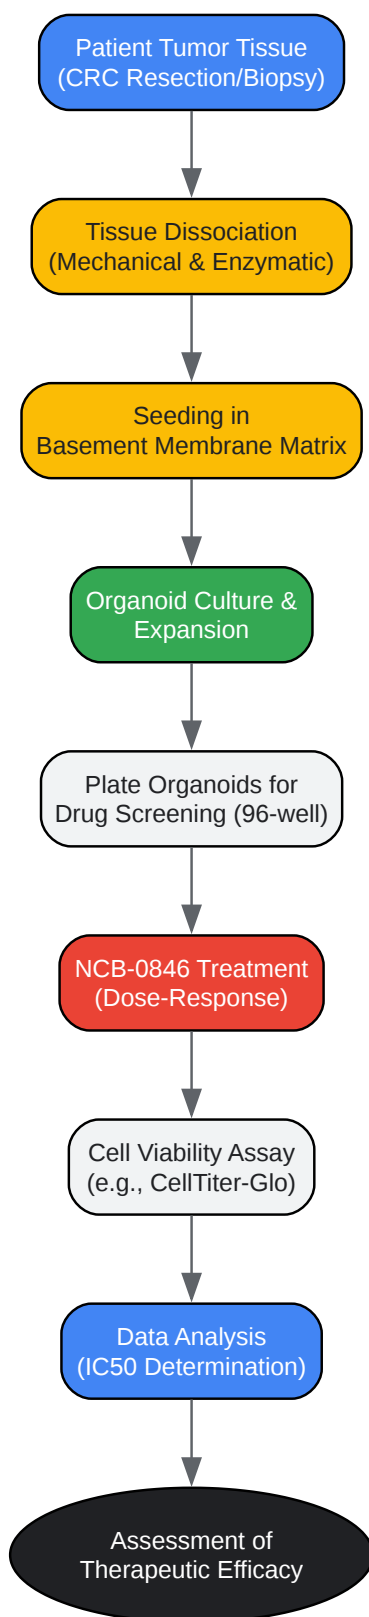 Patient Tumor Tissue
(CRC Resection/Biopsy)
Tissue Dissociation
(Mechanical & Enzymatic)
Seeding in
Basement Membrane Matrix
Organoid Culture &
Expansion
Plate Organoids for
Drug Screening (96-well)
NCB-0846 Treatment
(Dose-Response)
Cell Viability Assay
(e.g., CellTiter-Glo)
Data Analysis
(IC50 Determination)
Assessment of
Therapeutic Efficacy